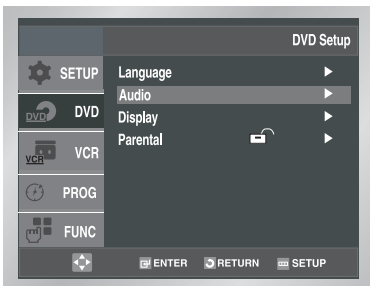 DVD Setup
SETUP
DVD
DVD
VCR
VCR
PROG
FUNC
Language
Audio
Display
Parental
ENTER RETURN SETUP